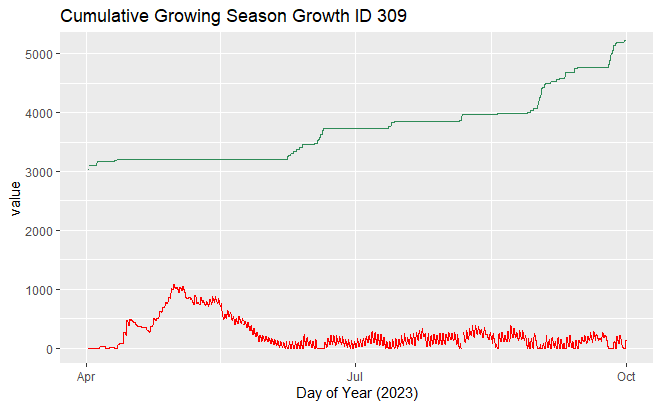 Cumulative Growing Season Growth ID 309
5000
4000
3000
2000
1000
0
value
Apr Jul Oct
Day of Year (2023)